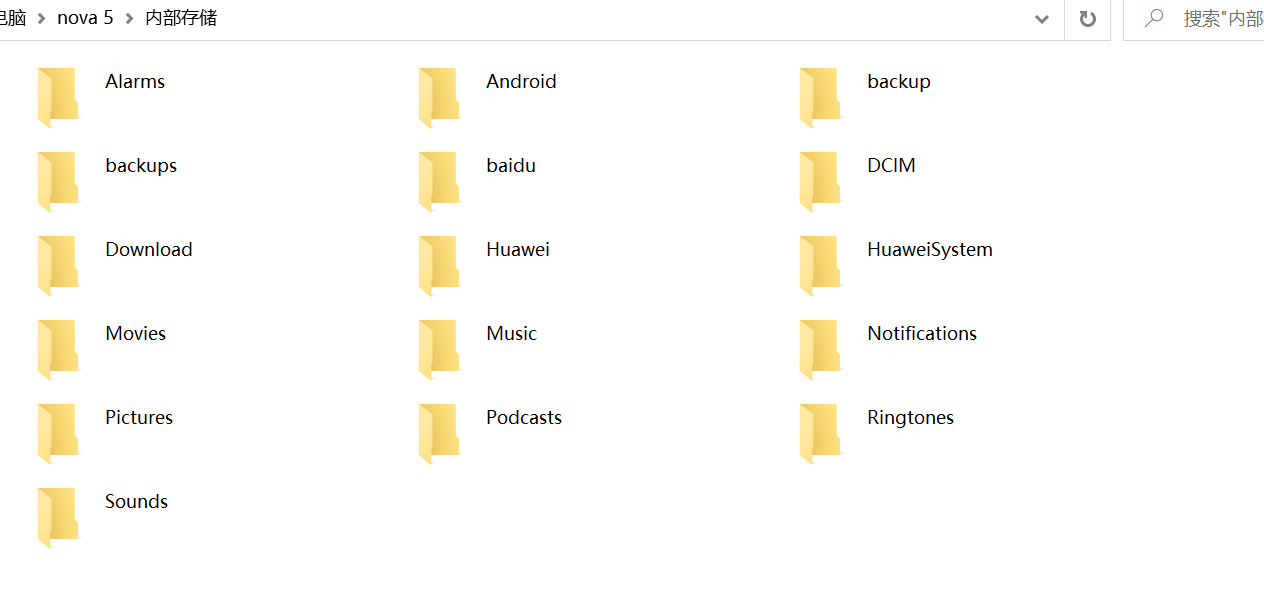 电脑 nova 5 内部存储 搜索"内部
Alarms Android backup
backups baidu DCIM
Download Huawei HuaweiSystem
Movies Music Notifications
Pictures Podcasts Ringtones
Sounds